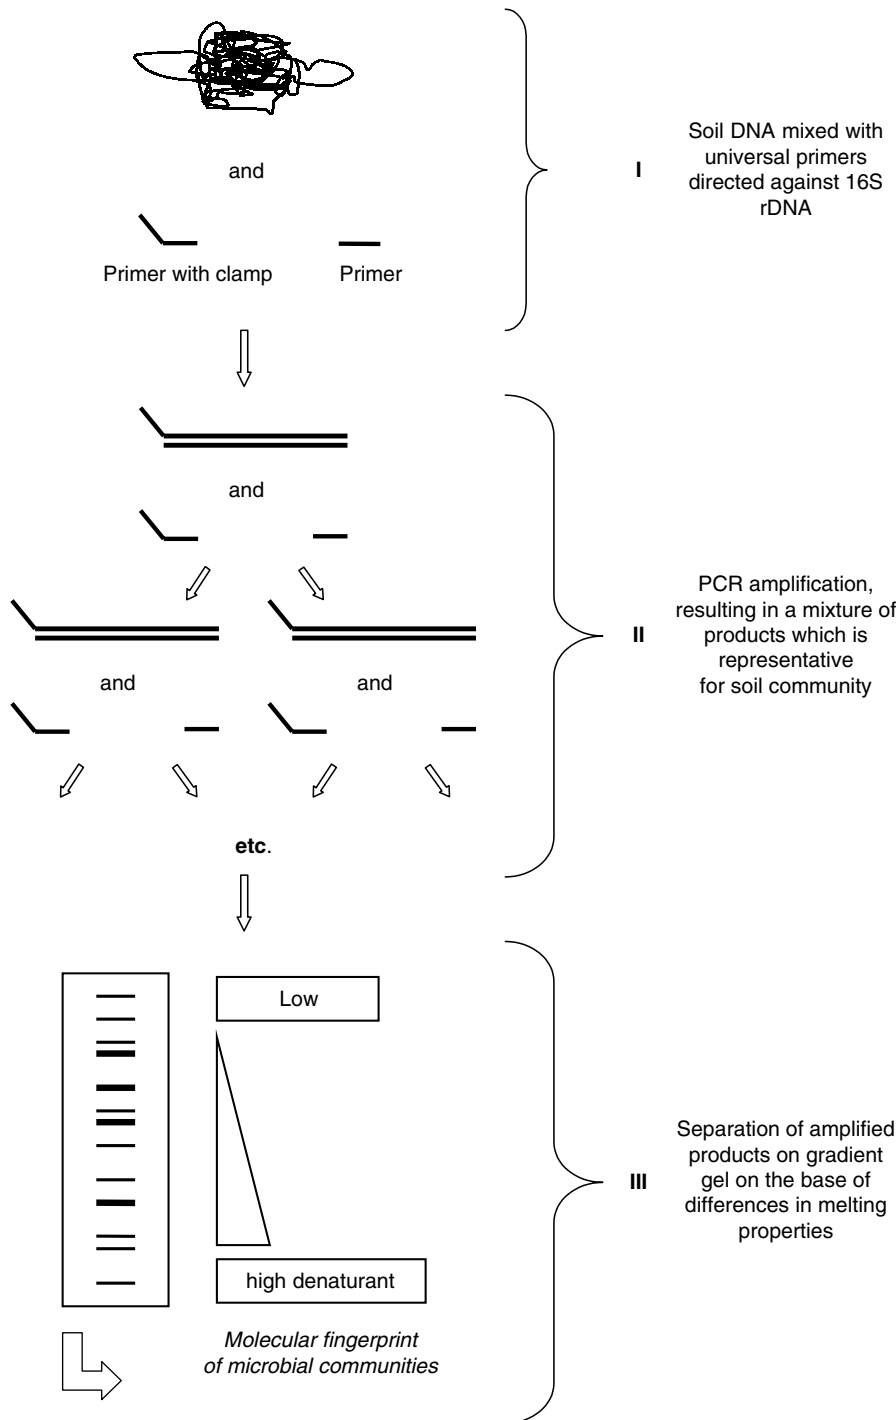 and
Primer with clamp
Primer
I
Soil DNA mixed with
universal primers
directed against 16S
rDNA
and
and
and
etc.
II
PCR amplification,
resulting in a mixture of
products which is
representative
for soil community
Low
high denaturant
Molecular fingerprint
of microbial communities
III
Separation of amplified
products on gradient
gel on the base of
differences in melting
properties